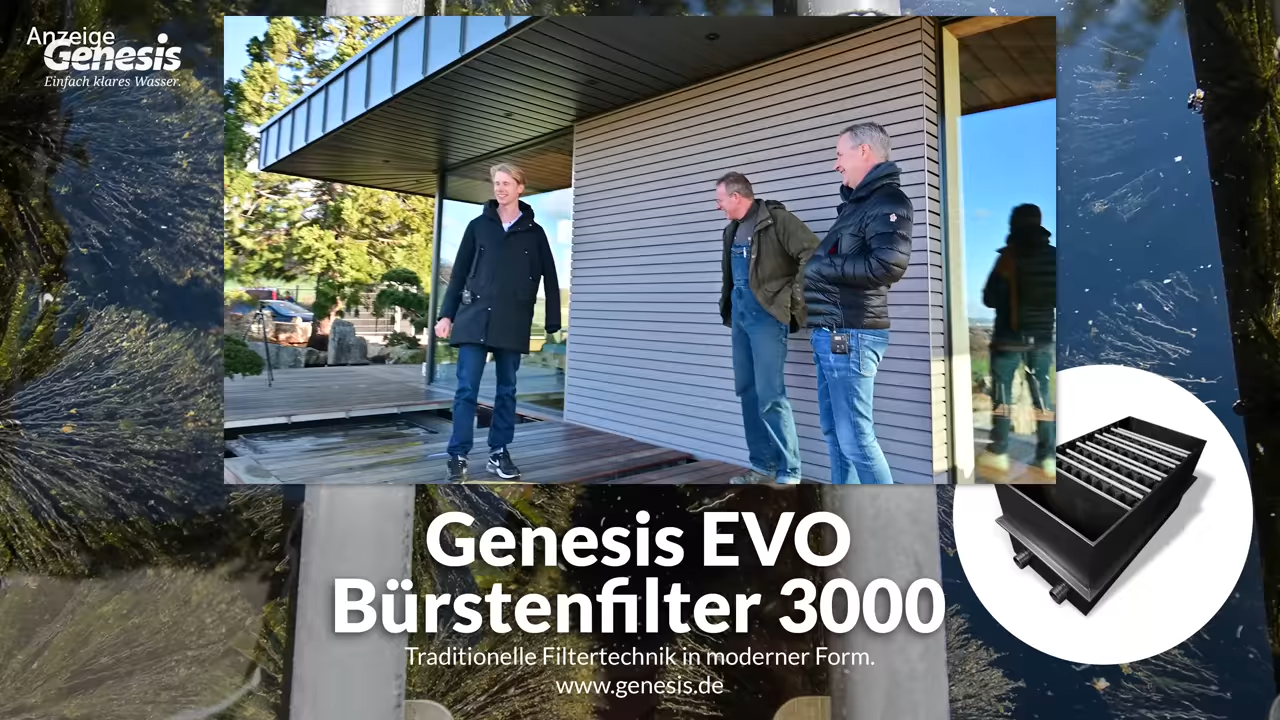 Anzeige
Genesis
Einfach klares Wasser.
Genesis EVO
Bürstenfilter 3000
Traditionelle Filtertechnik in moderner Form.
www.genesis.de